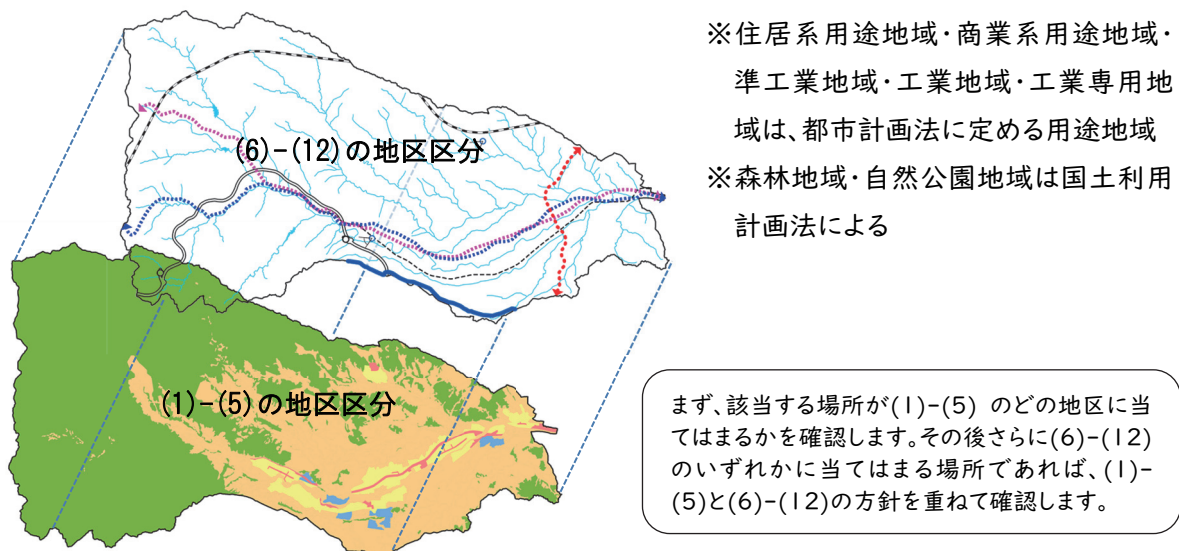 ※住居系用途地域・商業系用途地域・
準工業地域・工業地域・工業専用地
域は、都市計画法に定める用途地域
※森林地域・自然公園地域は国土利用
計画法による
(6)-(12)の地区区分
(1)-(5)の地区区分
まず、該当する場所が(1)-(5) のどの地区に当
てはまるかを確認します。その後さらに(6)-(12)
のいずれかに当てはまる場所であれば、(1)-
(5)と(6)-(12)の方針を重ねて確認します。